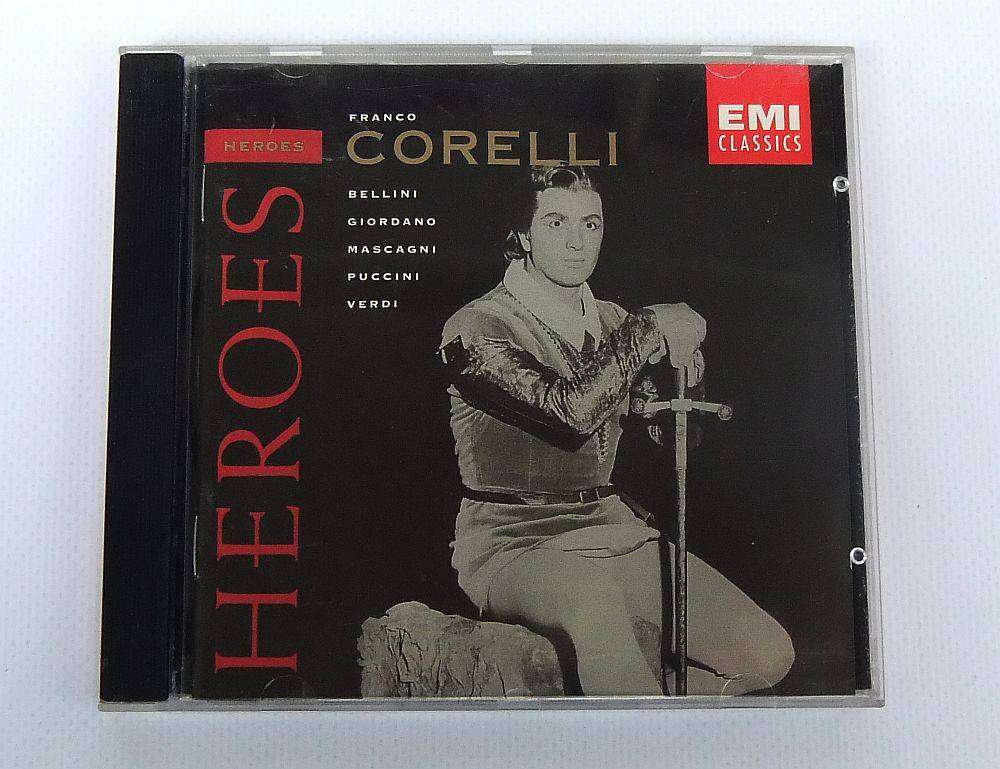 FRANCO
CORELLI
HEROES
BELLINI
GIORDANO
MASCAGNI
PUCCINI
VERDI
HEROES
EMI
CLASSICS